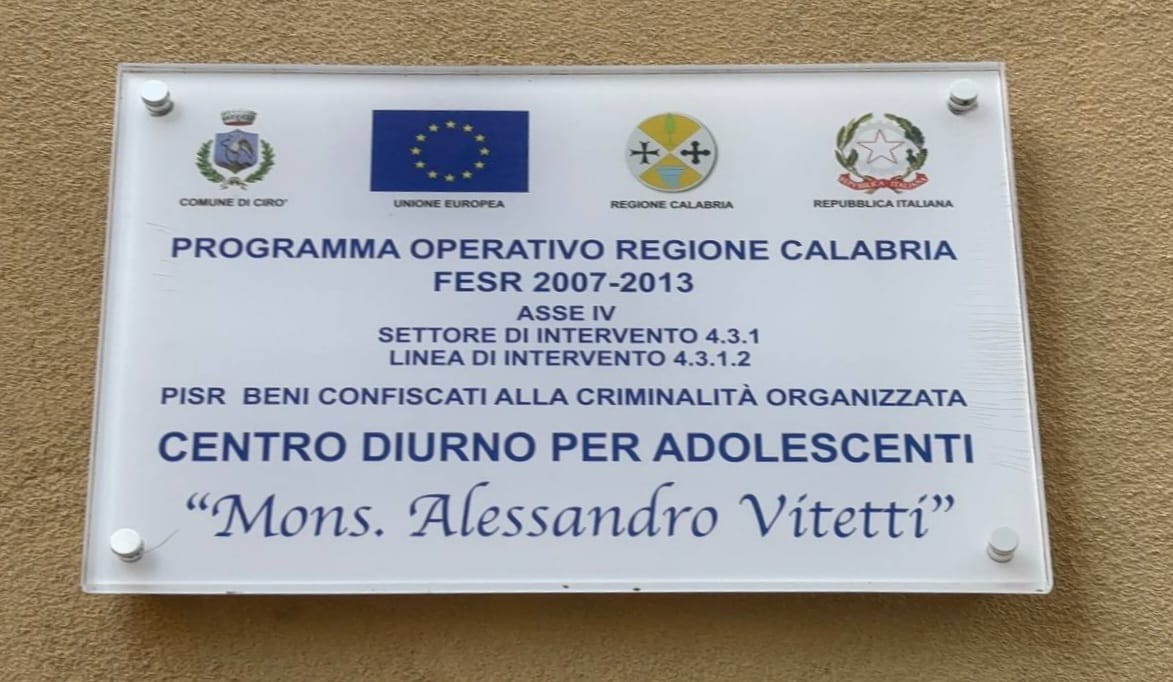 COMUNE DI CIRO'
UNIONE EUROPEA
REGIONE CALABRIA
REPUBBLICA ITALIANA
REPUBBLICA ITALIANA
PROGRAMMA OPERATIVO REGIONE CALABRIA
FESR 2007-2013
ASSE IV
SETTORE DI INTERVENTO 4.3.1
LINEA DI INTERVENTO 4.3.1.2
PISR BENI CONFISCATI ALLA CRIMINALITÀ ORGANIZZATA
CENTRO DIURNO PER ADOLESCENTI
“Mons. Alessandro Vitetti”